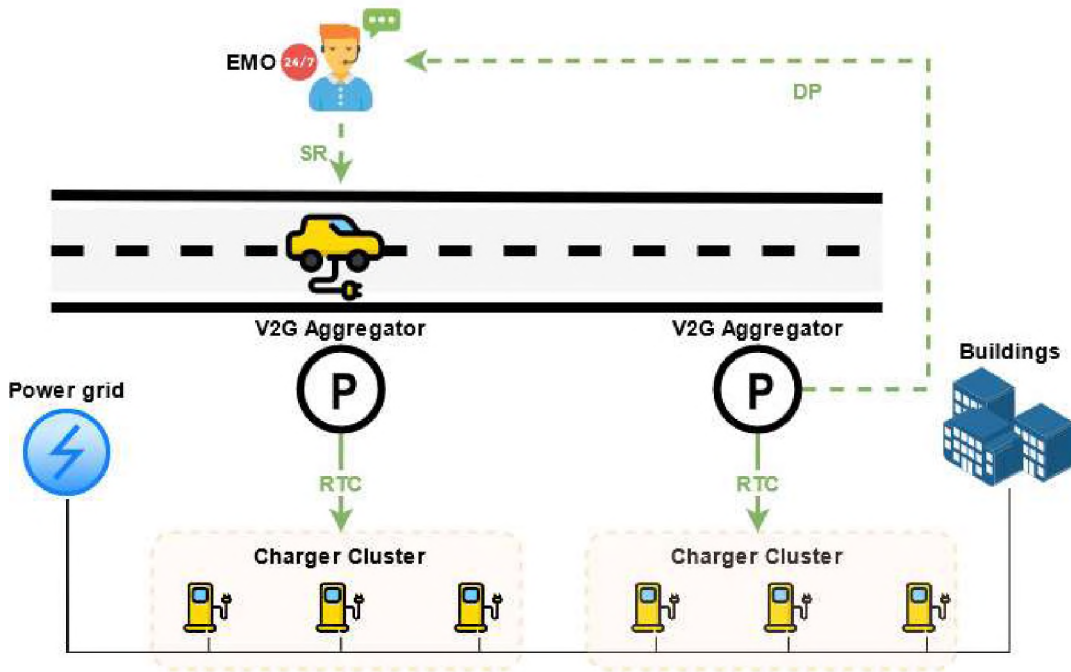 EMO
24/7
DP
SR
V2G Aggregator
V2G Aggregator
Buildings
Power grid
P
P
RTC
RTC
Charger Cluster
Charger Cluster